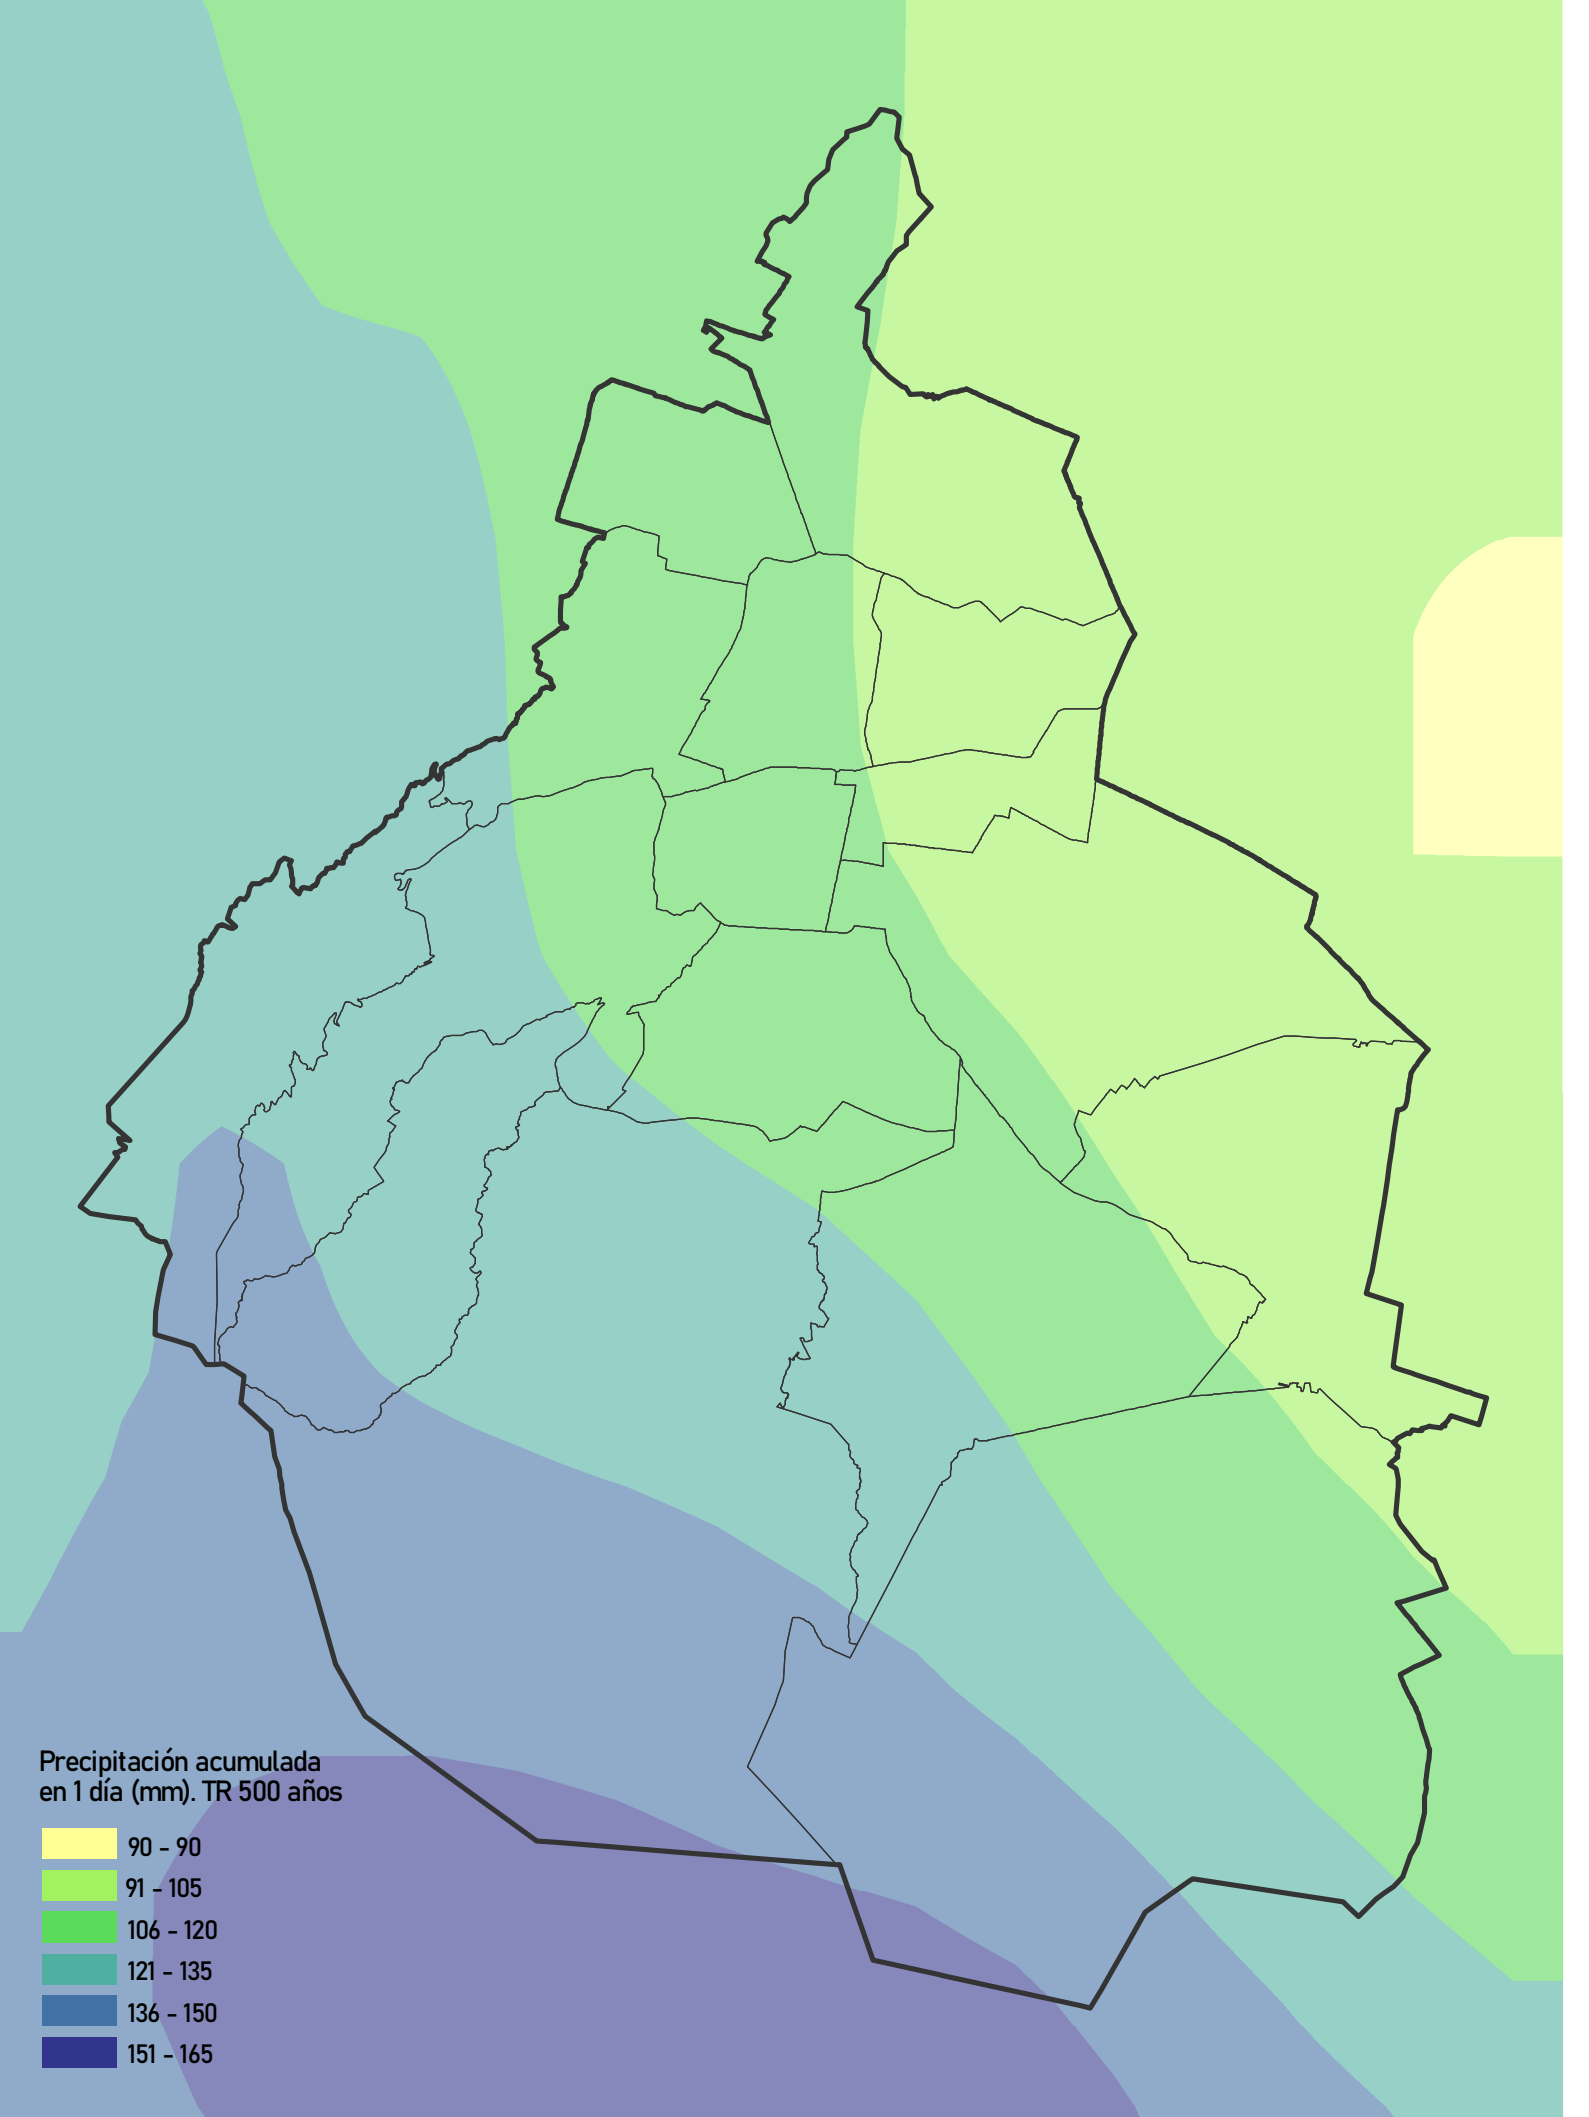 Precipitación acumulada
en 1 día (mm). TR 500 años
90 - 90
91 - 105
106 - 120
121 - 135
136 - 150
151 - 165